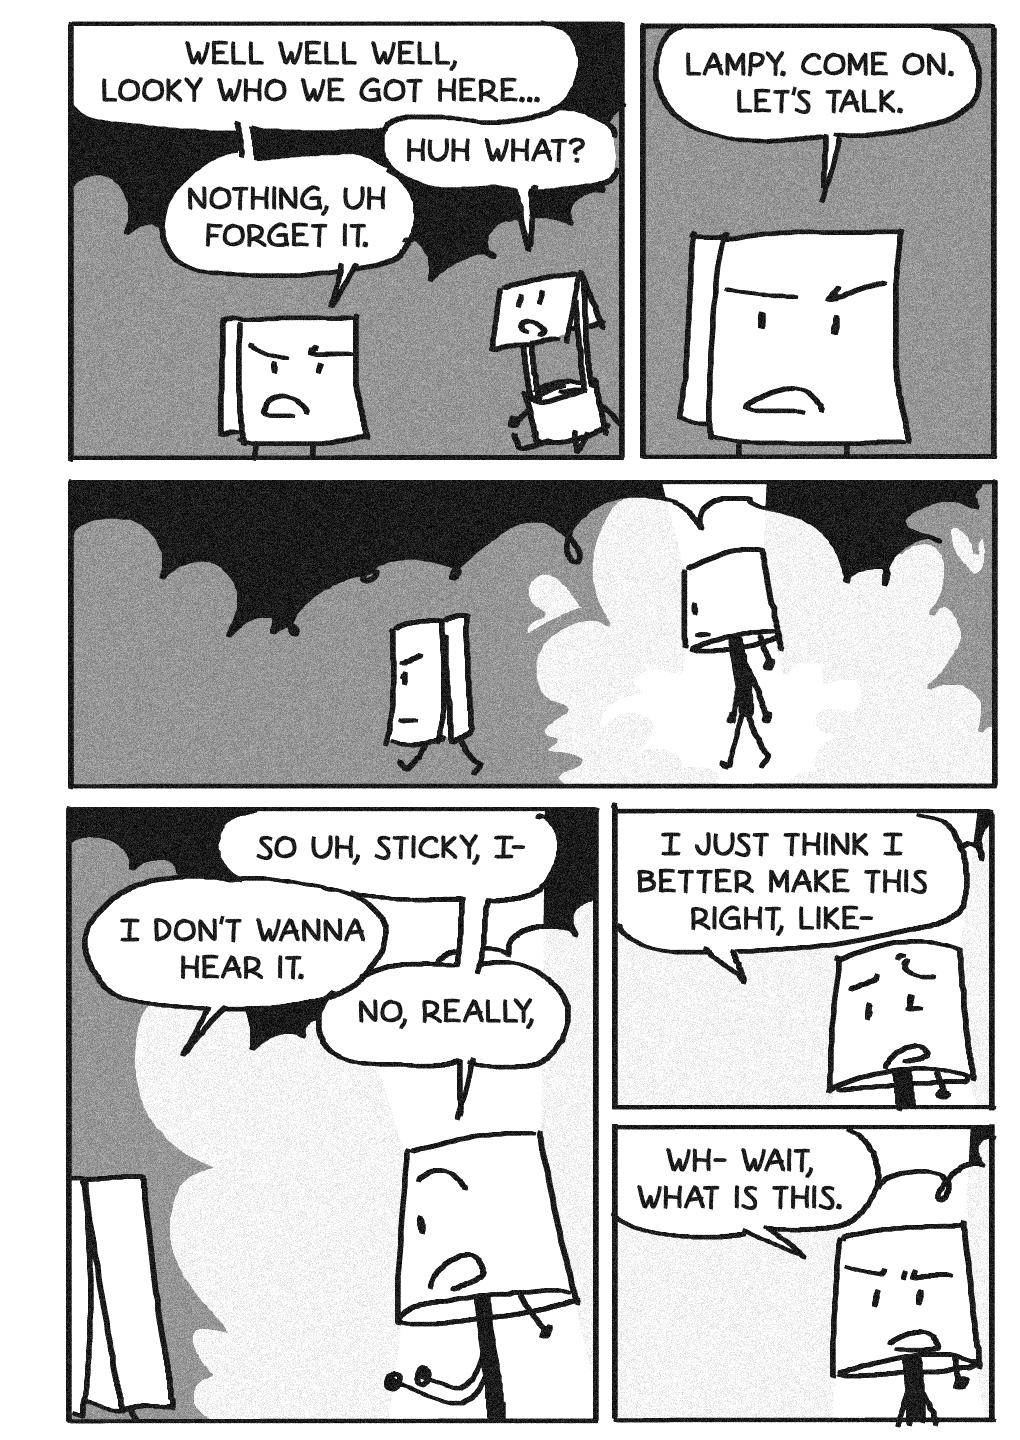 WELL WELL WELL,
LOOKY WHO WE GOT HERE...
HUH WHAT?
NOTHING, UH
FORGET IT.
LAMPY. COME ON.
LET'S TALK.
SO UH, STICKY, I-
I DON'T WANNA
HEAR IT.
NO, REALLY,
I JUST THINK I
BETTER MAKE THIS
RIGHT, LIKE-
WH- WAIT,
WHAT IS THIS.